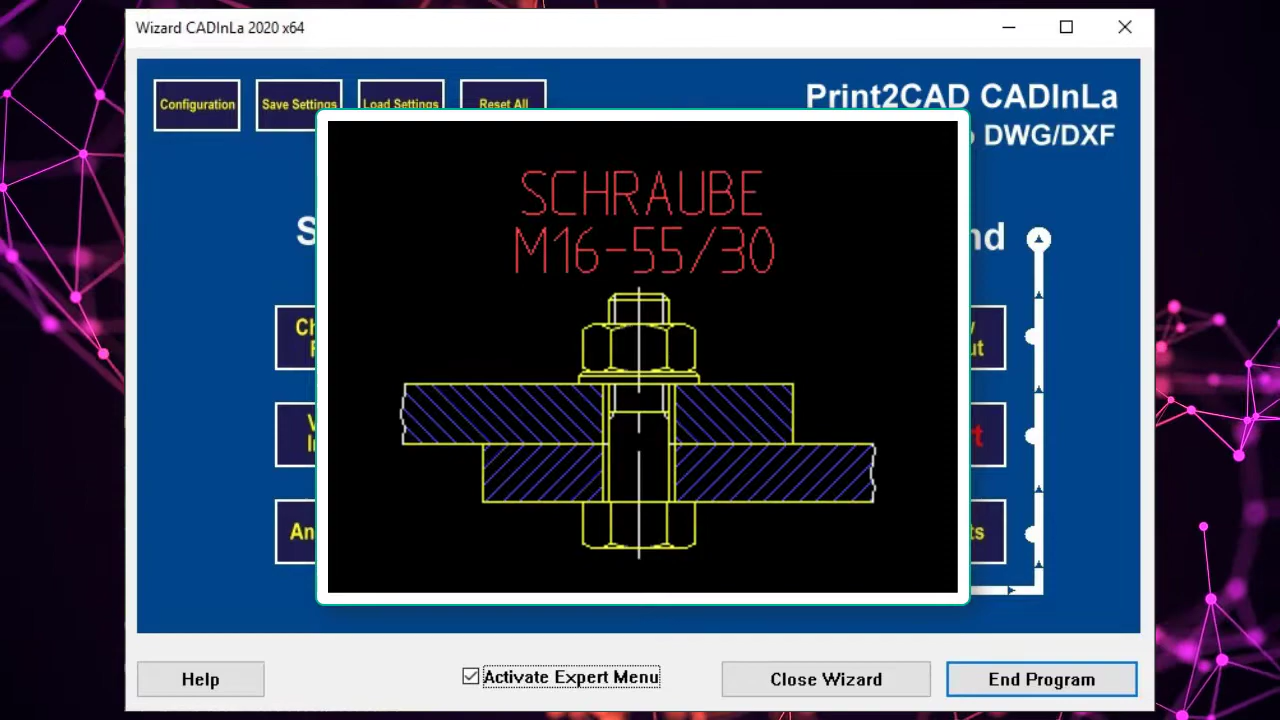 Wizard CADInLa 2020 x64
Configuration
Save Settings
Load Settings
Reset All
Print2CAD CADInLa
DWG/DXF
SCHRAUBE
M16-55/30
Help
Activate Expert Menu
Close Wizard
End Program